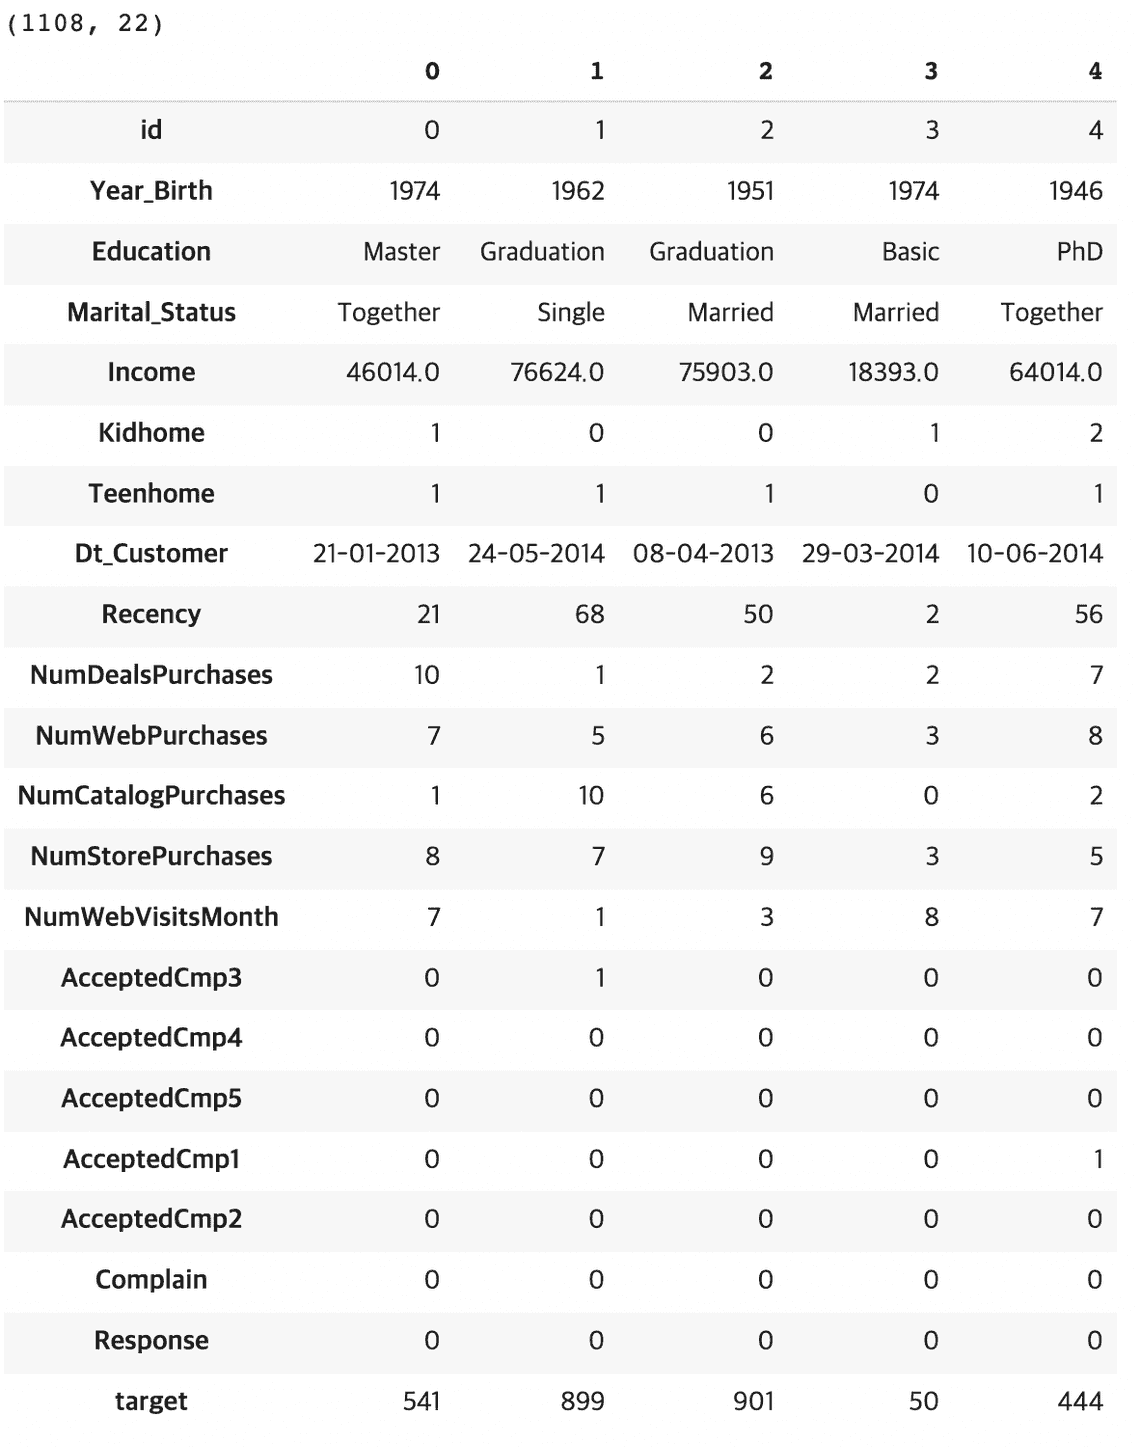 (1108, 22)
0 1 2 3 4
id 0 1 2 3 4
Year_Birth 1974 1962 1951 1974 1946
Education Master Graduation Graduation Basic PhD
Marital_Status Together Single Married Married Together
Income 46014.0 76624.0 75903.0 18393.0 64014.0
Kidhome 1 0 0 1 2
Teenhome 1 1 1 0 1
Dt_Customer 21-01-2013 24-05-2014 08-04-2013 29-03-2014 10-06-2014
Recency 21 68 50 2 56
NumDealsPurchases 10 1 2 2 7
NumWebPurchases 7 5 6 3 8
NumCatalogPurchases 1 10 6 0 2
NumStorePurchases 8 7 9 3 5
NumWebVisitsMonth 7 1 3 8 7
AcceptedCmp3 0 1 0 0 0
AcceptedCmp4 0 0 0 0 0
AcceptedCmp5 0 0 0 0 0
AcceptedCmp1 0 0 0 0 1
AcceptedCmp2 0 0 0 0 0
Complain 0 0 0 0 0
Response 0 0 0 0 0
target 541 899 901 50 444